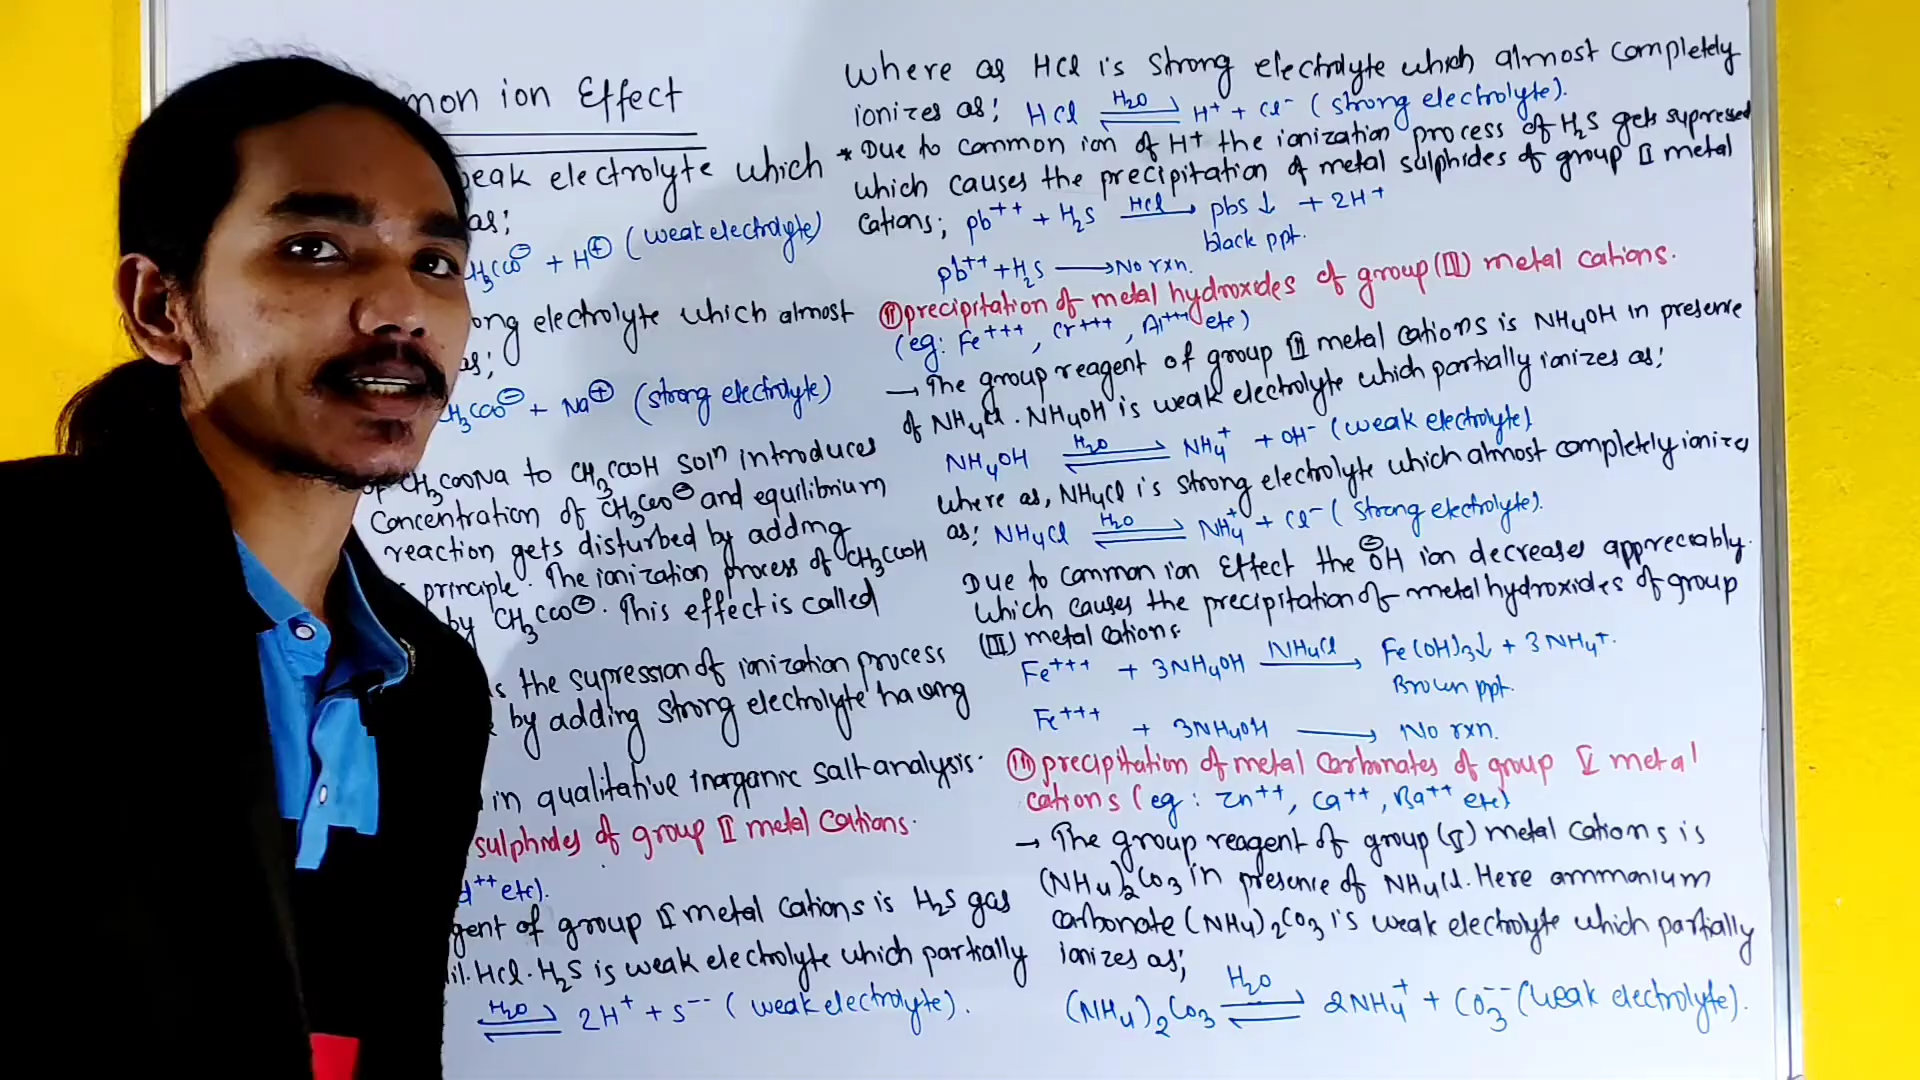 mon ion Effect
eak electrolyte which
as;
H₃COO⊖ + H⊕ (weak electrolyte)
ong electrolyte which almost
as;
H₃COO⊖ + Na⊕ (strong electrolyte)
of CH₃COONa to CH₃COOH solⁿ introduces
Concentration of CH₃COO⊖ and equilibrium
reaction gets disturbed by adding
principle. The ionization process of CH₃COOH
by CH₃COO⊖. This effect is called
s the supression of ionization process
by adding strong electrolyte having
in qualitative inorganic salt analysis.
sulphides of group II metal cations.
d⁺⁺ etc).
gent of group II metal cations is H₂S gas
il. HCl. H₂S is weak electrolyte which partially
H₂O ⇌ 2H⁺ + S⁻⁻ (weak electrolyte).
where as HCl is strong electrolyte which almost completely
ionizes as; HCl ⇌ H₂O H⁺ + Cl⁻ (strong electrolyte).
* Due to common ion of H⁺ the ionization process of H₂S gets supressed
which causes the precipitation of metal sulphides of group II metal
cations; pb⁺⁺ + H₂S HCl → pbs ↓ + 2H⁺
black ppt.
pb⁺⁺ + H₂S → No rxn.
(ii) precipitation of metal hydroxides of group (III) metal cations.
(eg: Fe⁺⁺⁺, Cr⁺⁺⁺, Al⁺⁺⁺ etc)
→ The group reagent of group III metal cations is NH₄OH in presence
of NH₄Cl. NH₄OH is weak electrolyte which partially ionizes as;
NH₄OH ⇌ H₂O NH₄⁺ + OH⁻ (weak electrolyte)
where as, NH₄Cl is strong electrolyte which almost completely ionizes
as; NH₄Cl ⇌ H₂O NH₄⁺ + Cl⁻ (strong electrolyte).
Due to common ion Effect the ⊖OH ion decreases appreciably.
which causes the precipitation of metal hydroxides of group
(III) metal cations.
Fe⁺⁺⁺ + 3NH₄OH NH₄Cl → Fe(OH)₃↓ + 3NH₄⁺.
Brown ppt.
Fe⁺⁺⁺ + 3NH₄OH → No rxn.
(iii) precipitation of metal carbonates of group V metal
cations (eg: Zn⁺⁺, Ca⁺⁺, Ba⁺⁺ etc)
→ The group reagent of group (V) metal cations is
(NH₄)₂CO₃ in presence of NH₄Cl. Here ammonium
carbonate (NH₄)₂CO₃ is weak electrolyte which partially
ionizes as;
(NH₄)₂CO₃ ⇌ H₂O 2NH₄⁺ + CO₃⁻⁻ (weak electrolyte).